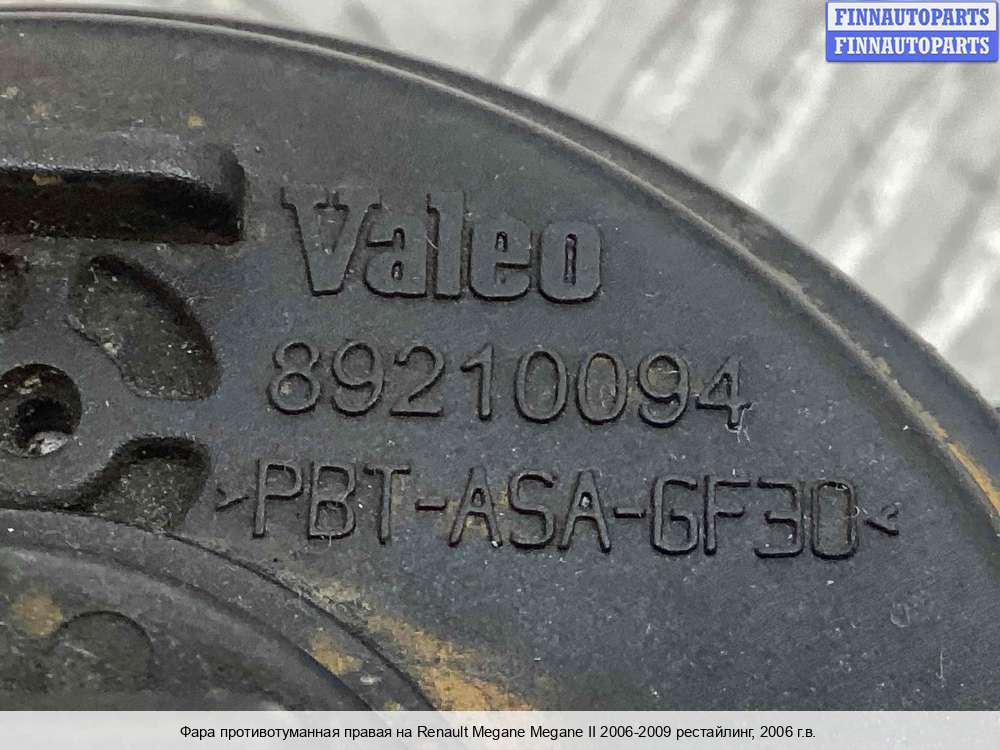 FINNAUTOPARTS
FINNAUTOPARTS
Valeo
89210094
>PBT-ASA-GF30<
Фара противотуманная правая на Renault Megane Megane II 2006-2009 рестайлинг, 2006 г.в.